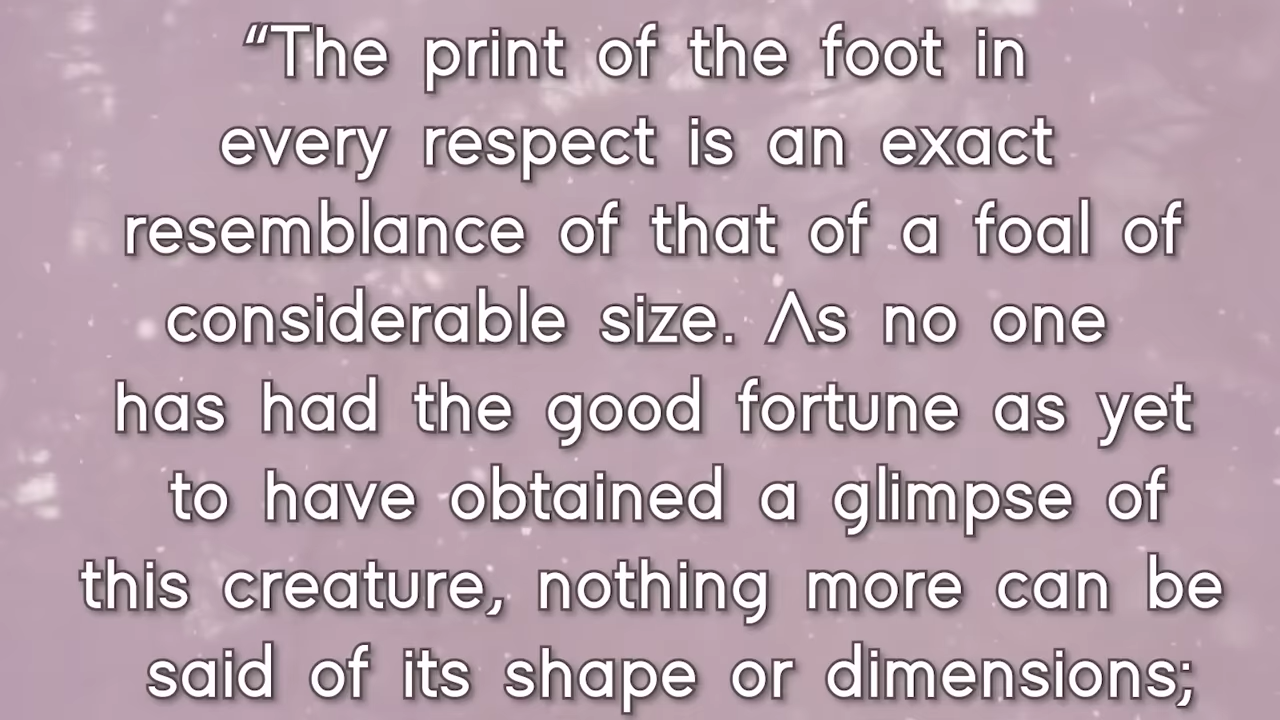 “The print of the foot in
every respect is an exact
resemblance of that of a foal of
considerable size. As no one
has had the good fortune as yet
to have obtained a glimpse of
this creature, nothing more can be
said of its shape or dimensions;